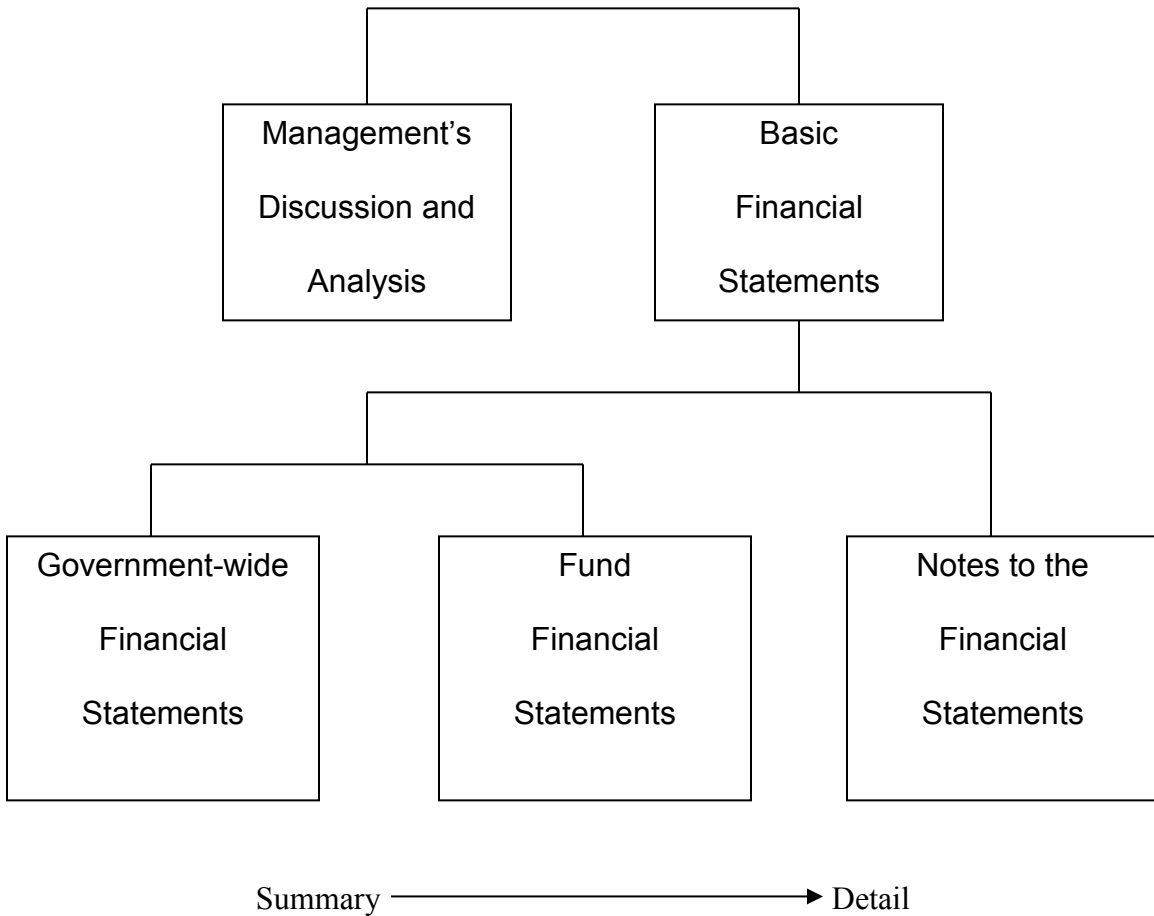 Management’s
Discussion and
Analysis
Basic
Financial
Statements
Government-wide
Financial
Statements
Fund
Financial
Statements
Notes to the
Financial
Statements
Summary
Detail